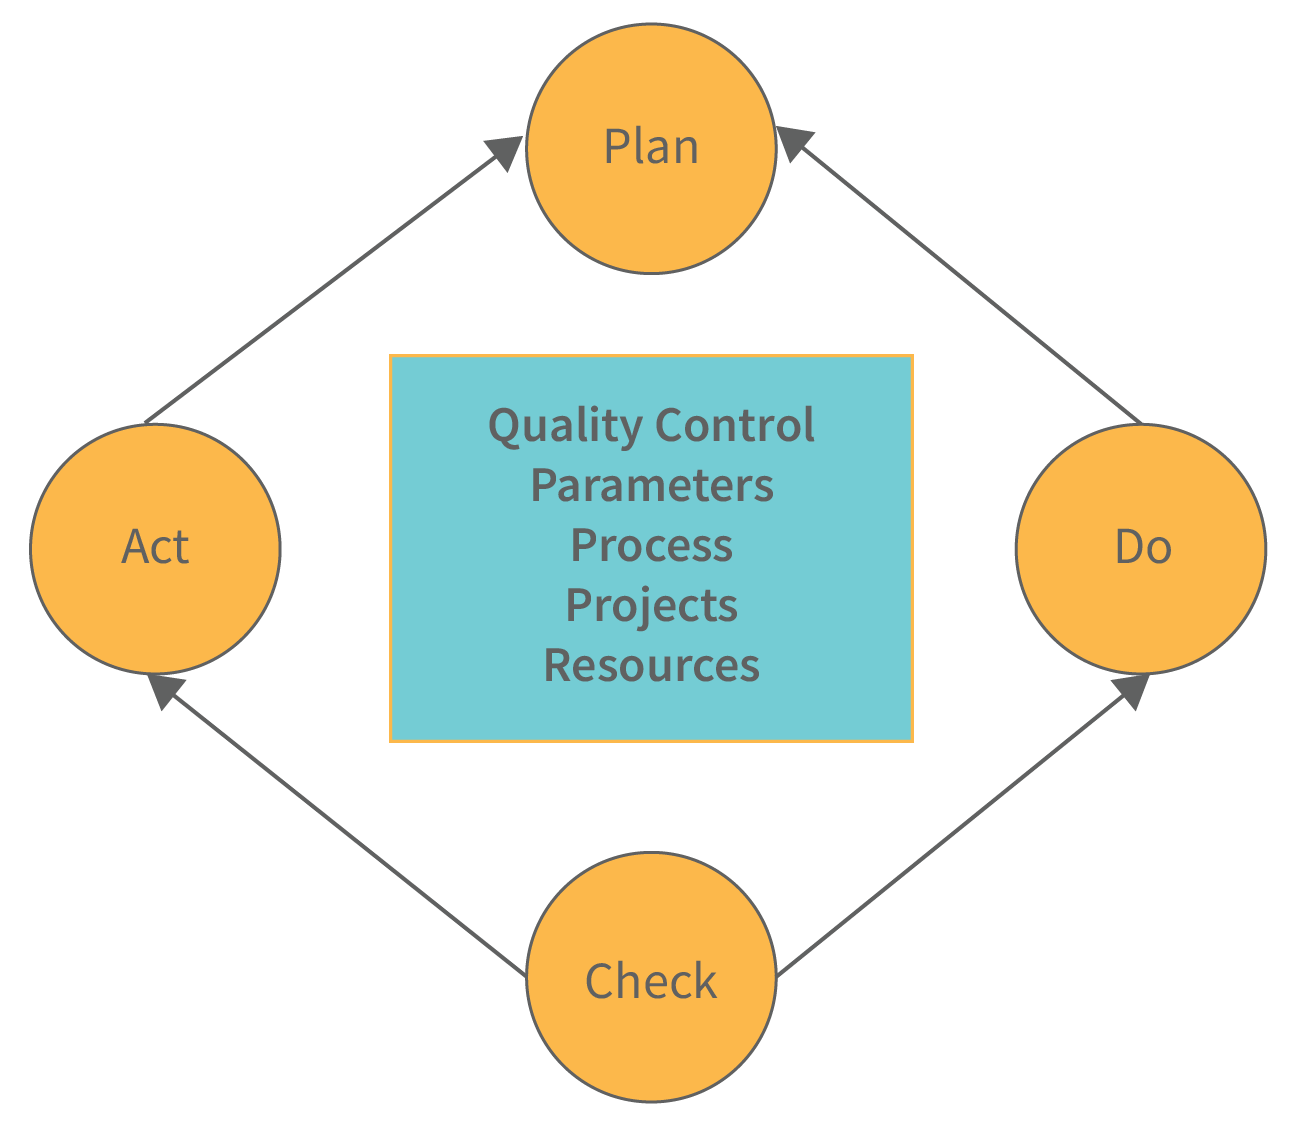 Plan
Quality Control
Parameters
Process
Projects
Resources
Act
Do
Check